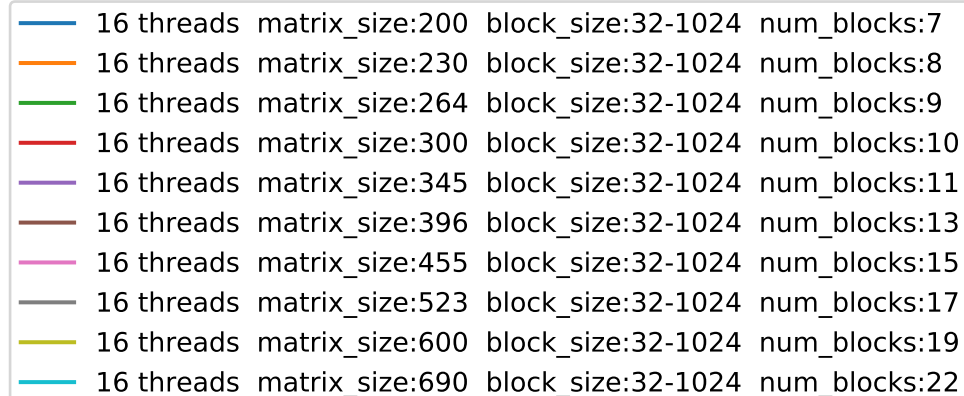 16 threads  matrix_size:200  block_size:32-1024  num_blocks:7
16 threads  matrix_size:230  block_size:32-1024  num_blocks:8
16 threads  matrix_size:264  block_size:32-1024  num_blocks:9
16 threads  matrix_size:300  block_size:32-1024  num_blocks:10
16 threads  matrix_size:345  block_size:32-1024  num_blocks:11
16 threads  matrix_size:396  block_size:32-1024  num_blocks:13
16 threads  matrix_size:455  block_size:32-1024  num_blocks:15
16 threads  matrix_size:523  block_size:32-1024  num_blocks:17
16 threads  matrix_size:600  block_size:32-1024  num_blocks:19
16 threads  matrix_size:690  block_size:32-1024  num_blocks:22